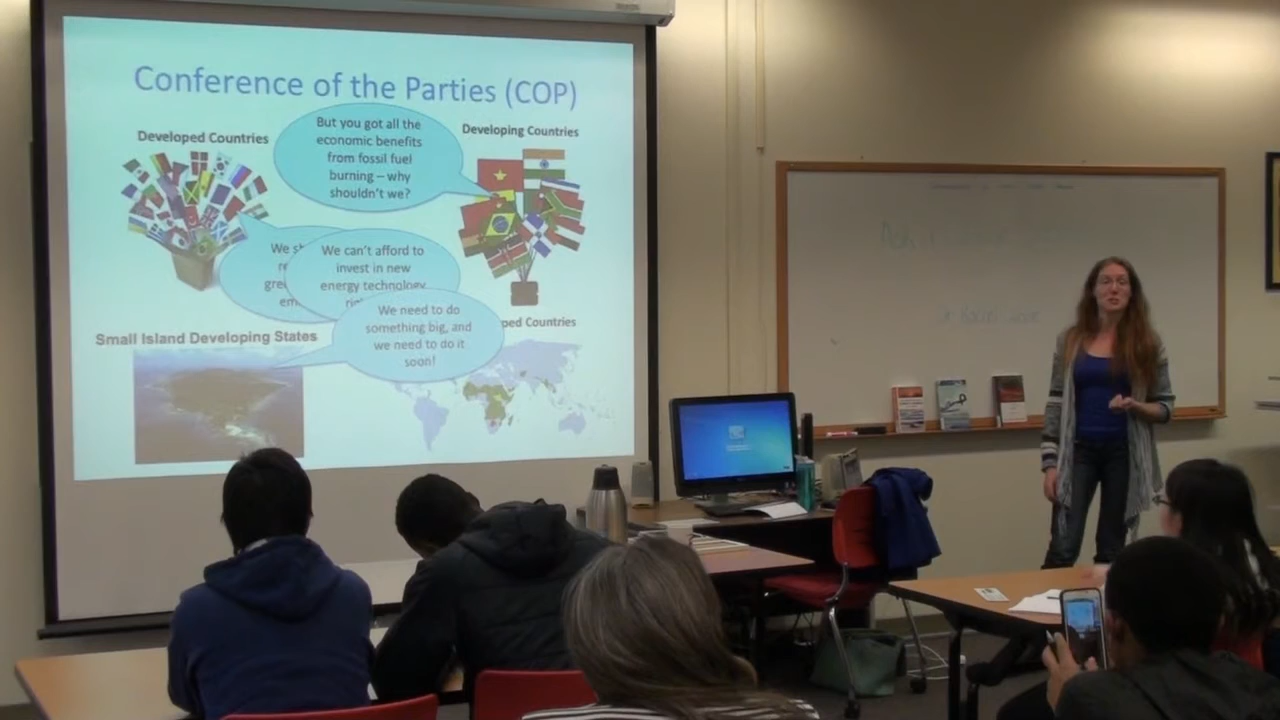 Conference of the Parties (COP)
Developed Countries
But you got all the
economic benefits
from fossil fuel
burning – why
shouldn't we?
Developing Countries
We
We can't afford to
invest in new
energy technology
We need to do
something big, and
we need to do it
soon!
Small Island Developing States
Countries